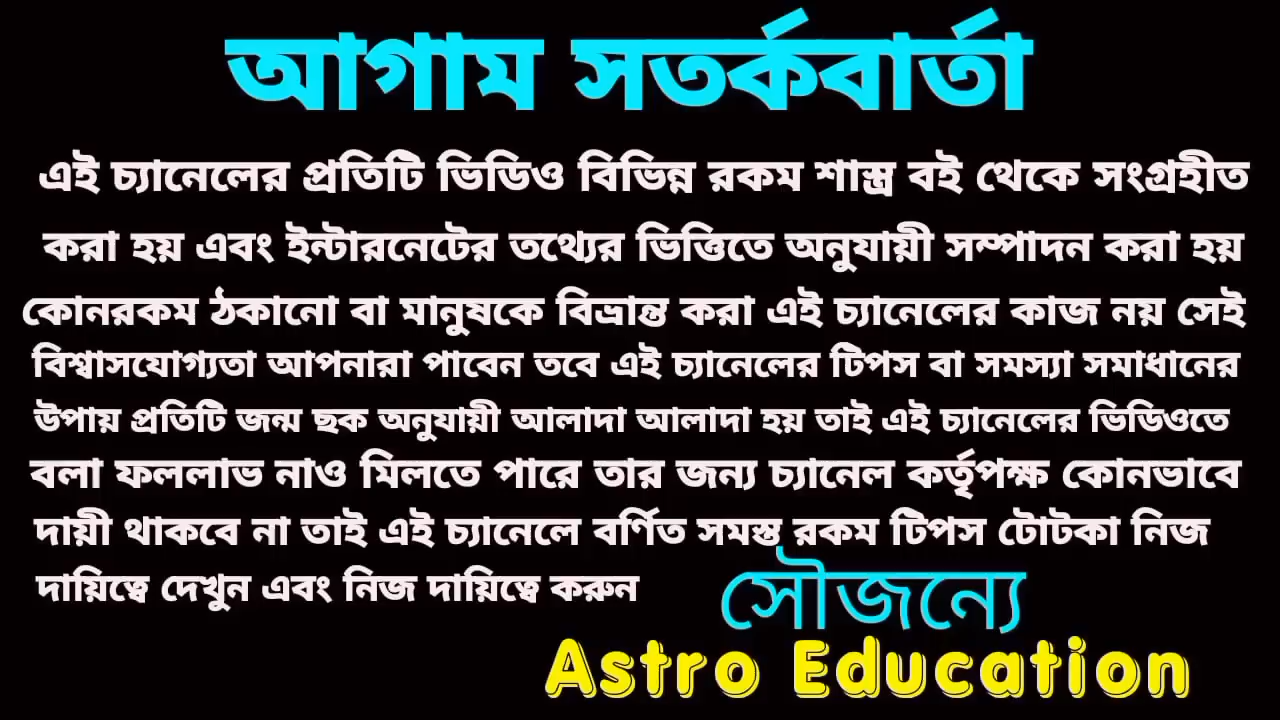 আগাম সতর্কবার্তা
এই চ্যানেলের প্রতিটি ভিডিও বিভিন্ন রকম শাস্ত্র বই থেকে সংগ্রহীত
করা হয় এবং ইন্টারনেটের তথ্যের ভিত্তিতে অনুযায়ী সম্পাদন করা হয়
কোনরকম ঠকানো বা মানুষকে বিভ্রান্ত করা এই চ্যানেলের কাজ নয় সেই
বিশ্বাসযোগ্যতা আপনারা পাবেন তবে এই চ্যানেলের টিপস বা সমস্যা সমাধানের
উপায় প্রতিটি জন্ম ছক অনুযায়ী আলাদা আলাদা হয় তাই এই চ্যানেলের ভিডিওতে
বলা ফললাভ নাও মিলতে পারে তার জন্য চ্যানেল কর্তৃপক্ষ কোনভাবে
দায়ী থাকবে না তাই এই চ্যানেলে বর্ণিত সমস্ত রকম টিপস টোটকা নিজ
দায়িত্বে দেখুন এবং নিজ দায়িত্বে করুন
সৌজন্যে
Astro Education